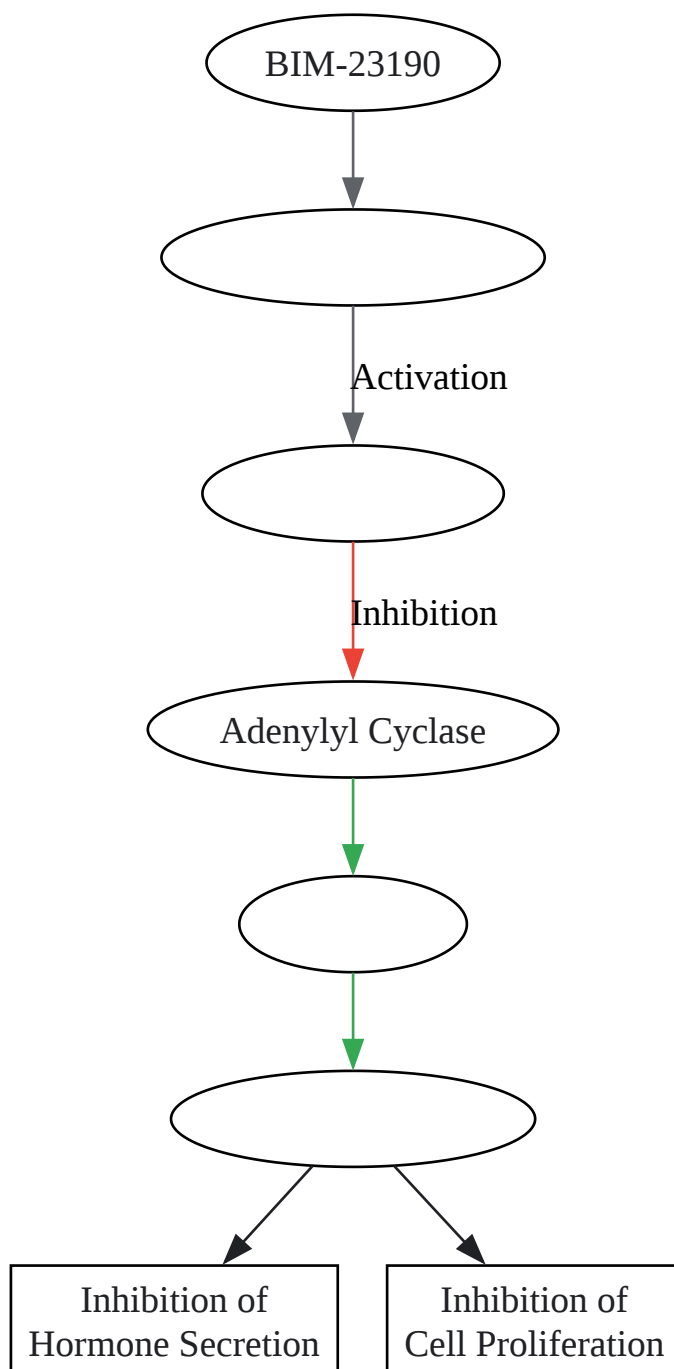 BIM-23190
Activation
Inhibition
Adenylyl Cyclase
Inhibition of
Hormone Secretion
Inhibition of
Cell Proliferation